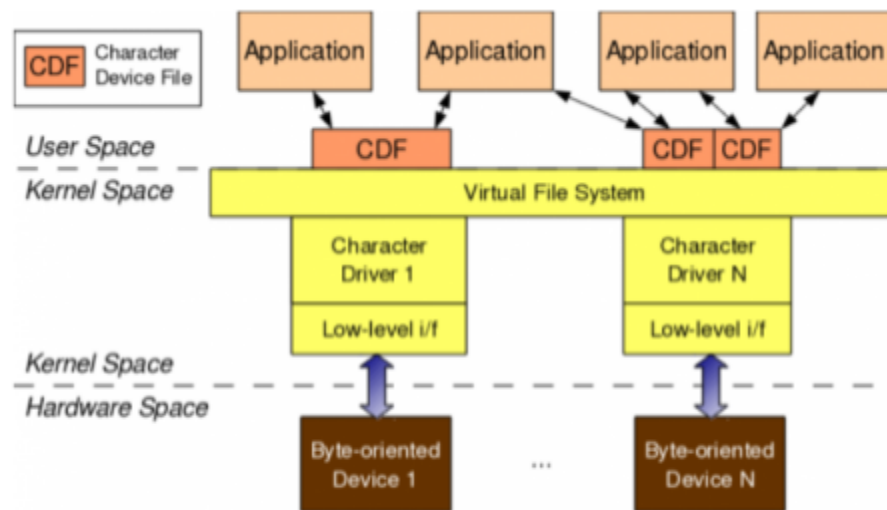 CDF
Character
Device File
Application
Application
Application
Application
User Space
CDF
CDF
CDF
Kernel Space
Virtual File System
Character
Driver 1
Character
Driver N
Low-level i/f
Low-level i/f
Kernel Space
Hardware Space
Byte-oriented
Device 1
...
Byte-oriented
Device N